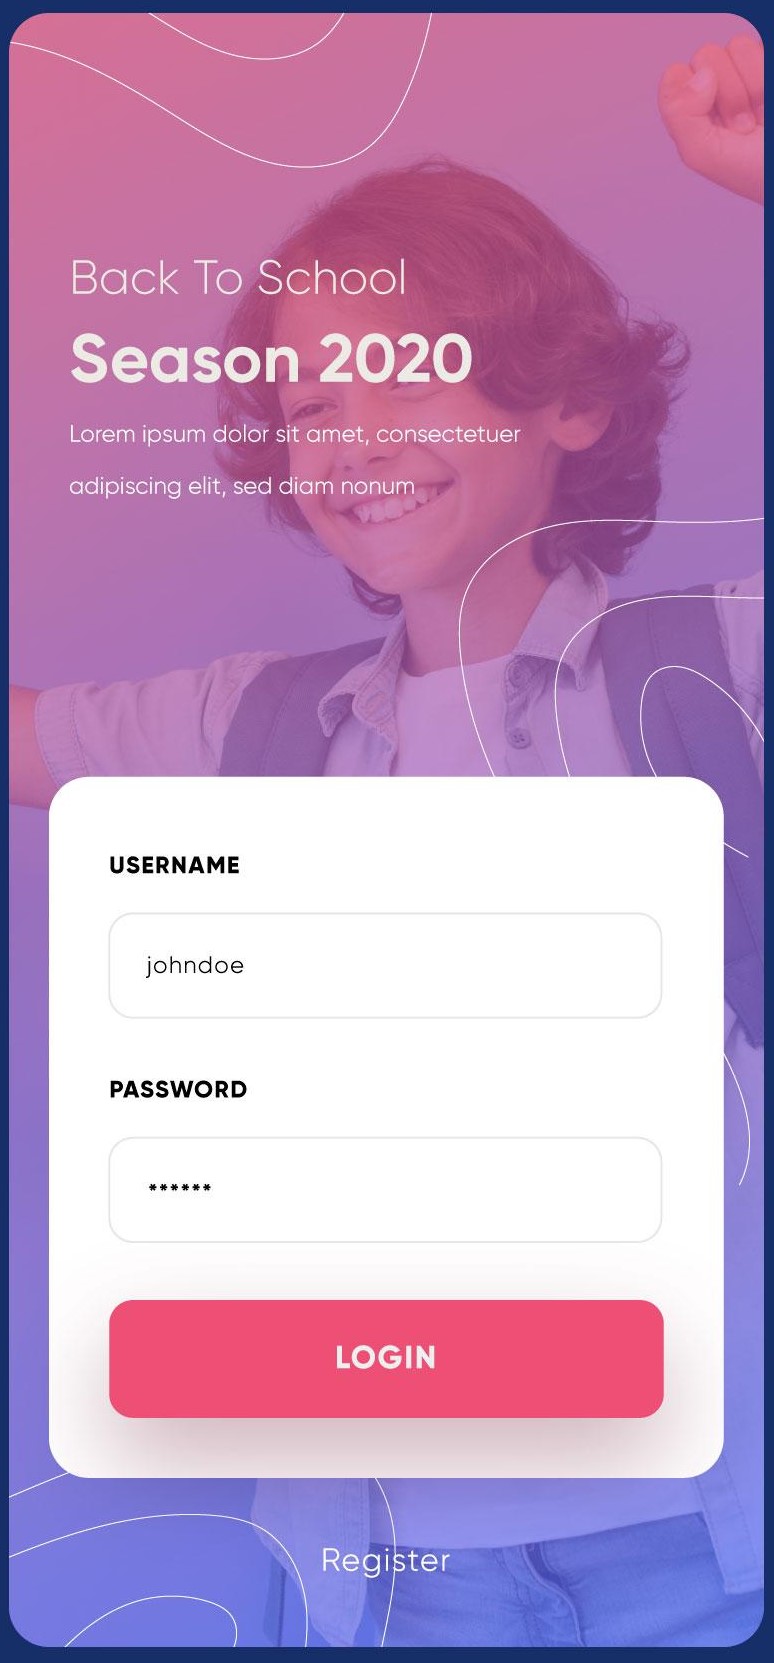 Back To School
Season 2020
Lorem ipsum dolor sit amet, consectetuer
adipiscing elit, sed diam nonum
USERNAME
johndoe
PASSWORD
******
LOGIN
Register